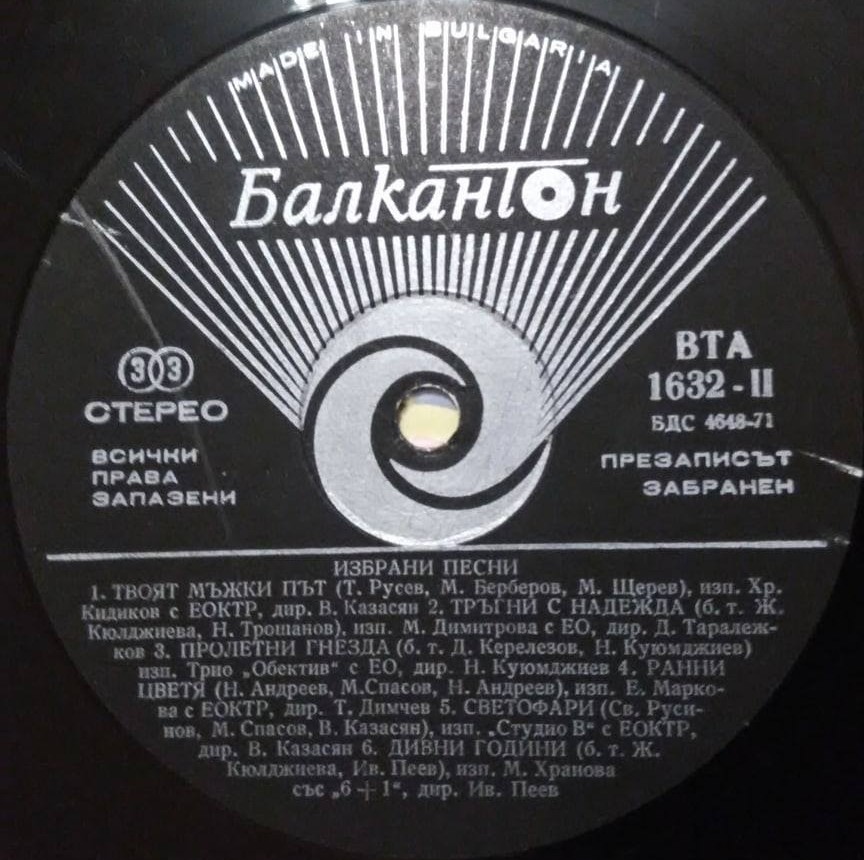 MADE IN BULGARIA
Балкантон
33
СТЕРЕО
ВСИЧКИ
ПРАВА
ЗАПАЗЕНИ
ВТА
1632 - II
БДС 4648-71
ПРЕЗАПИСЪТ
ЗАБРАНЕН
ИЗБРАНИ ПЕСНИ
1. ТВОЯТ МЪЖКИ ПЪТ (Т. Русев, М. Берберов, М. Щерев), изп. Хр.
Кидиков с ЕОКТР, дир. В. Казасян 2. ТРЪГНИ С НАДЕЖДА (б. т. Ж.
Кюлджиева, Н. Трошанов), изп. М. Димитрова с ЕО, дир. Д. Таралеж-
ков 3. ПРОЛЕТНИ ГНЕЗДА (б. т. Д. Керелезов, Н. Куюмджиев)
изп. Трио „Обектив“ с ЕО, дир. Н. Куюмджиев 4. РАННИ
ЦВЕТЯ (Н. Андреев, М.Спасов, Н. Андреев), изп. Е. Марко-
ва с ЕОКТР, дир. Т. Димчев 5. СВЕТОФАРИ (Св. Руси-
нов, М. Спасов, В. Казасян), изп. „Студио В“ с ЕОКТР,
дир. В. Казасян 6. ДИВНИ ГОДИНИ (б. т. Ж.
Кюлджиева, Ив. Пеев), изп. М. Хранова
със „6 + 1“, дир. Ив. Пеев